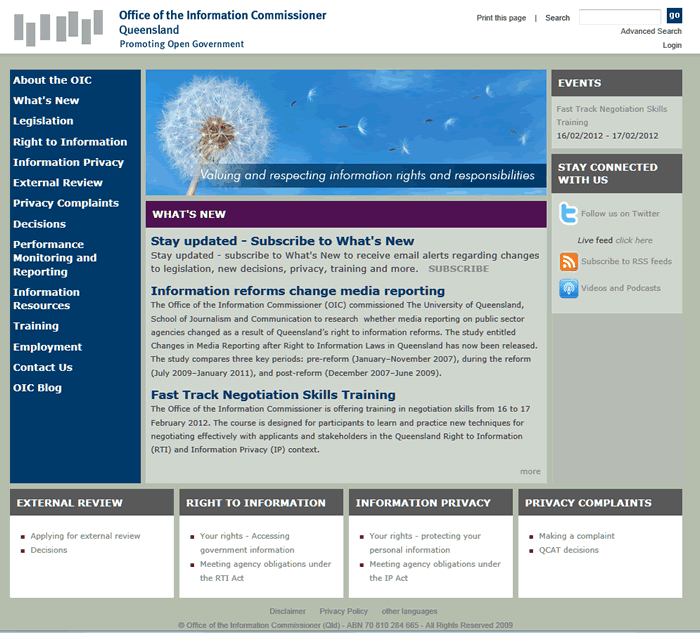 Office of the Information Commissioner
Queensland
Promoting Open Government
Print this page | Search
go
Advanced Search
Login
About the OIC
What's New
Legislation
Right to Information
Information Privacy
External Review
Privacy Complaints
Decisions
Performance
Monitoring and
Reporting
Information
Resources
Training
Employment
Contact Us
OIC Blog
Valuing and respecting information rights and responsibilities
WHAT'S NEW
Stay updated - Subscribe to What's New
Stay updated - subscribe to What's New to receive email alerts regarding changes
to legislation, new decisions, privacy, training and more. SUBSCRIBE
Information reforms change media reporting
The Office of the Information Commissioner (OIC) commissioned The University of Queensland,
School of Journalism and Communication to research whether media reporting on public sector
agencies changed as a result of Queensland's right to information reforms. The study entitled
Changes in Media Reporting after Right to Information Laws in Queensland has now been released.
The study compares three key periods: pre-reform (January–November 2007), during the reform
(July 2009–January 2011), and post-reform (December 2007–June 2009).
Fast Track Negotiation Skills Training
The Office of the Information Commissioner is offering training in negotiation skills from 16 to 17
February 2012. The course is designed for participants to learn and practice new techniques for
negotiating effectively with applicants and stakeholders in the Queensland Right to Information
(RTI) and Information Privacy (IP) context.
more
EVENTS
Fast Track Negotiation Skills
Training
16/02/2012 - 17/02/2012
STAY CONNECTED
WITH US
Follow us on Twitter
Live feed click here
Subscribe to RSS feeds
Videos and Podcasts
EXTERNAL REVIEW
Applying for external review
Decisions
RIGHT TO INFORMATION
Your rights - Accessing
government information
Meeting agency obligations under
the RTI Act
INFORMATION PRIVACY
Your rights - protecting your
personal information
Meeting agency obligations under
the IP Act
PRIVACY COMPLAINTS
Making a complaint
QCAT decisions
Disclaimer Privacy Policy other languages
© Office of the Information Commissioner (Qld) - ABN 70 810 284 665 - All Rights Reserved 2009